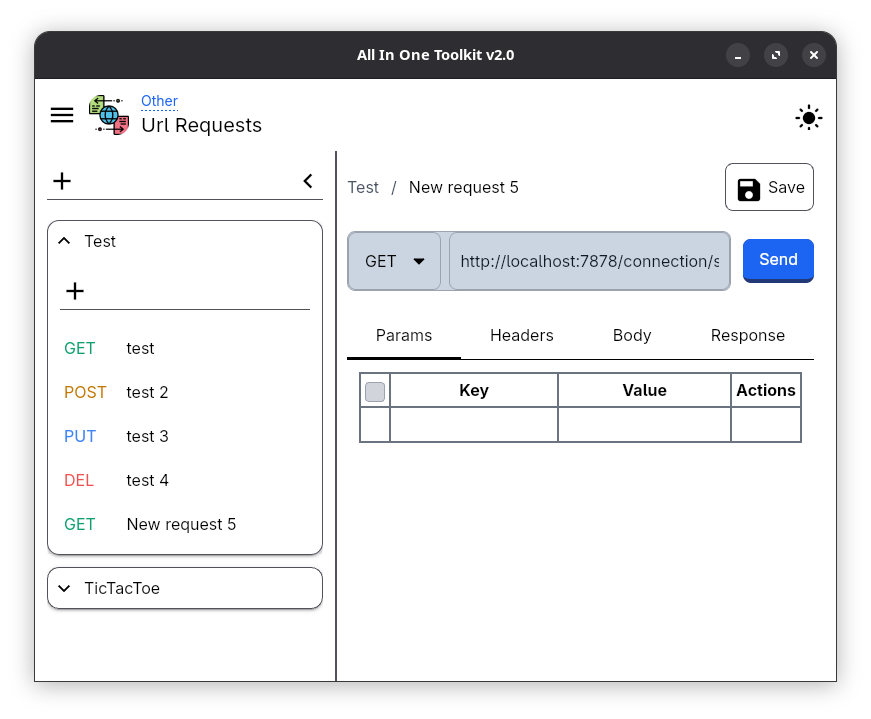 All In One Toolkit v2.0
Other
Url Requests
Test / New request 5
Save
Test
GET
http://localhost:7878/connection/s
Send
GET test
POST test 2
PUT test 3
DEL test 4
GET New request 5
TicTacToe
Params Headers Body Response
Key Value Actions